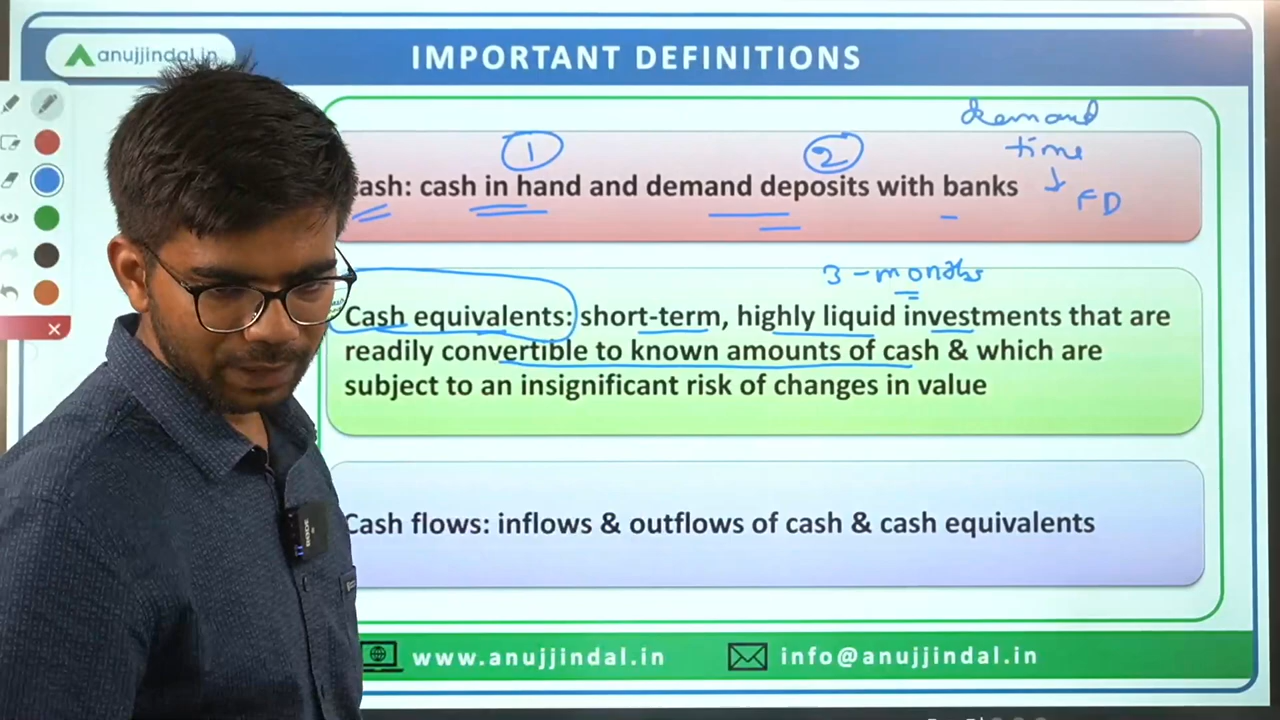 anujjindal.in
IMPORTANT DEFINITIONS
demand
time
FD
1
2
Cash: cash in hand and demand deposits with banks
3-months
Cash equivalents: short-term, highly liquid investments that are
readily convertible to known amounts of cash & which are
subject to an insignificant risk of changes in value
Cash flows: inflows & outflows of cash & cash equivalents
www.anujjindal.in
info@anujjindal.in